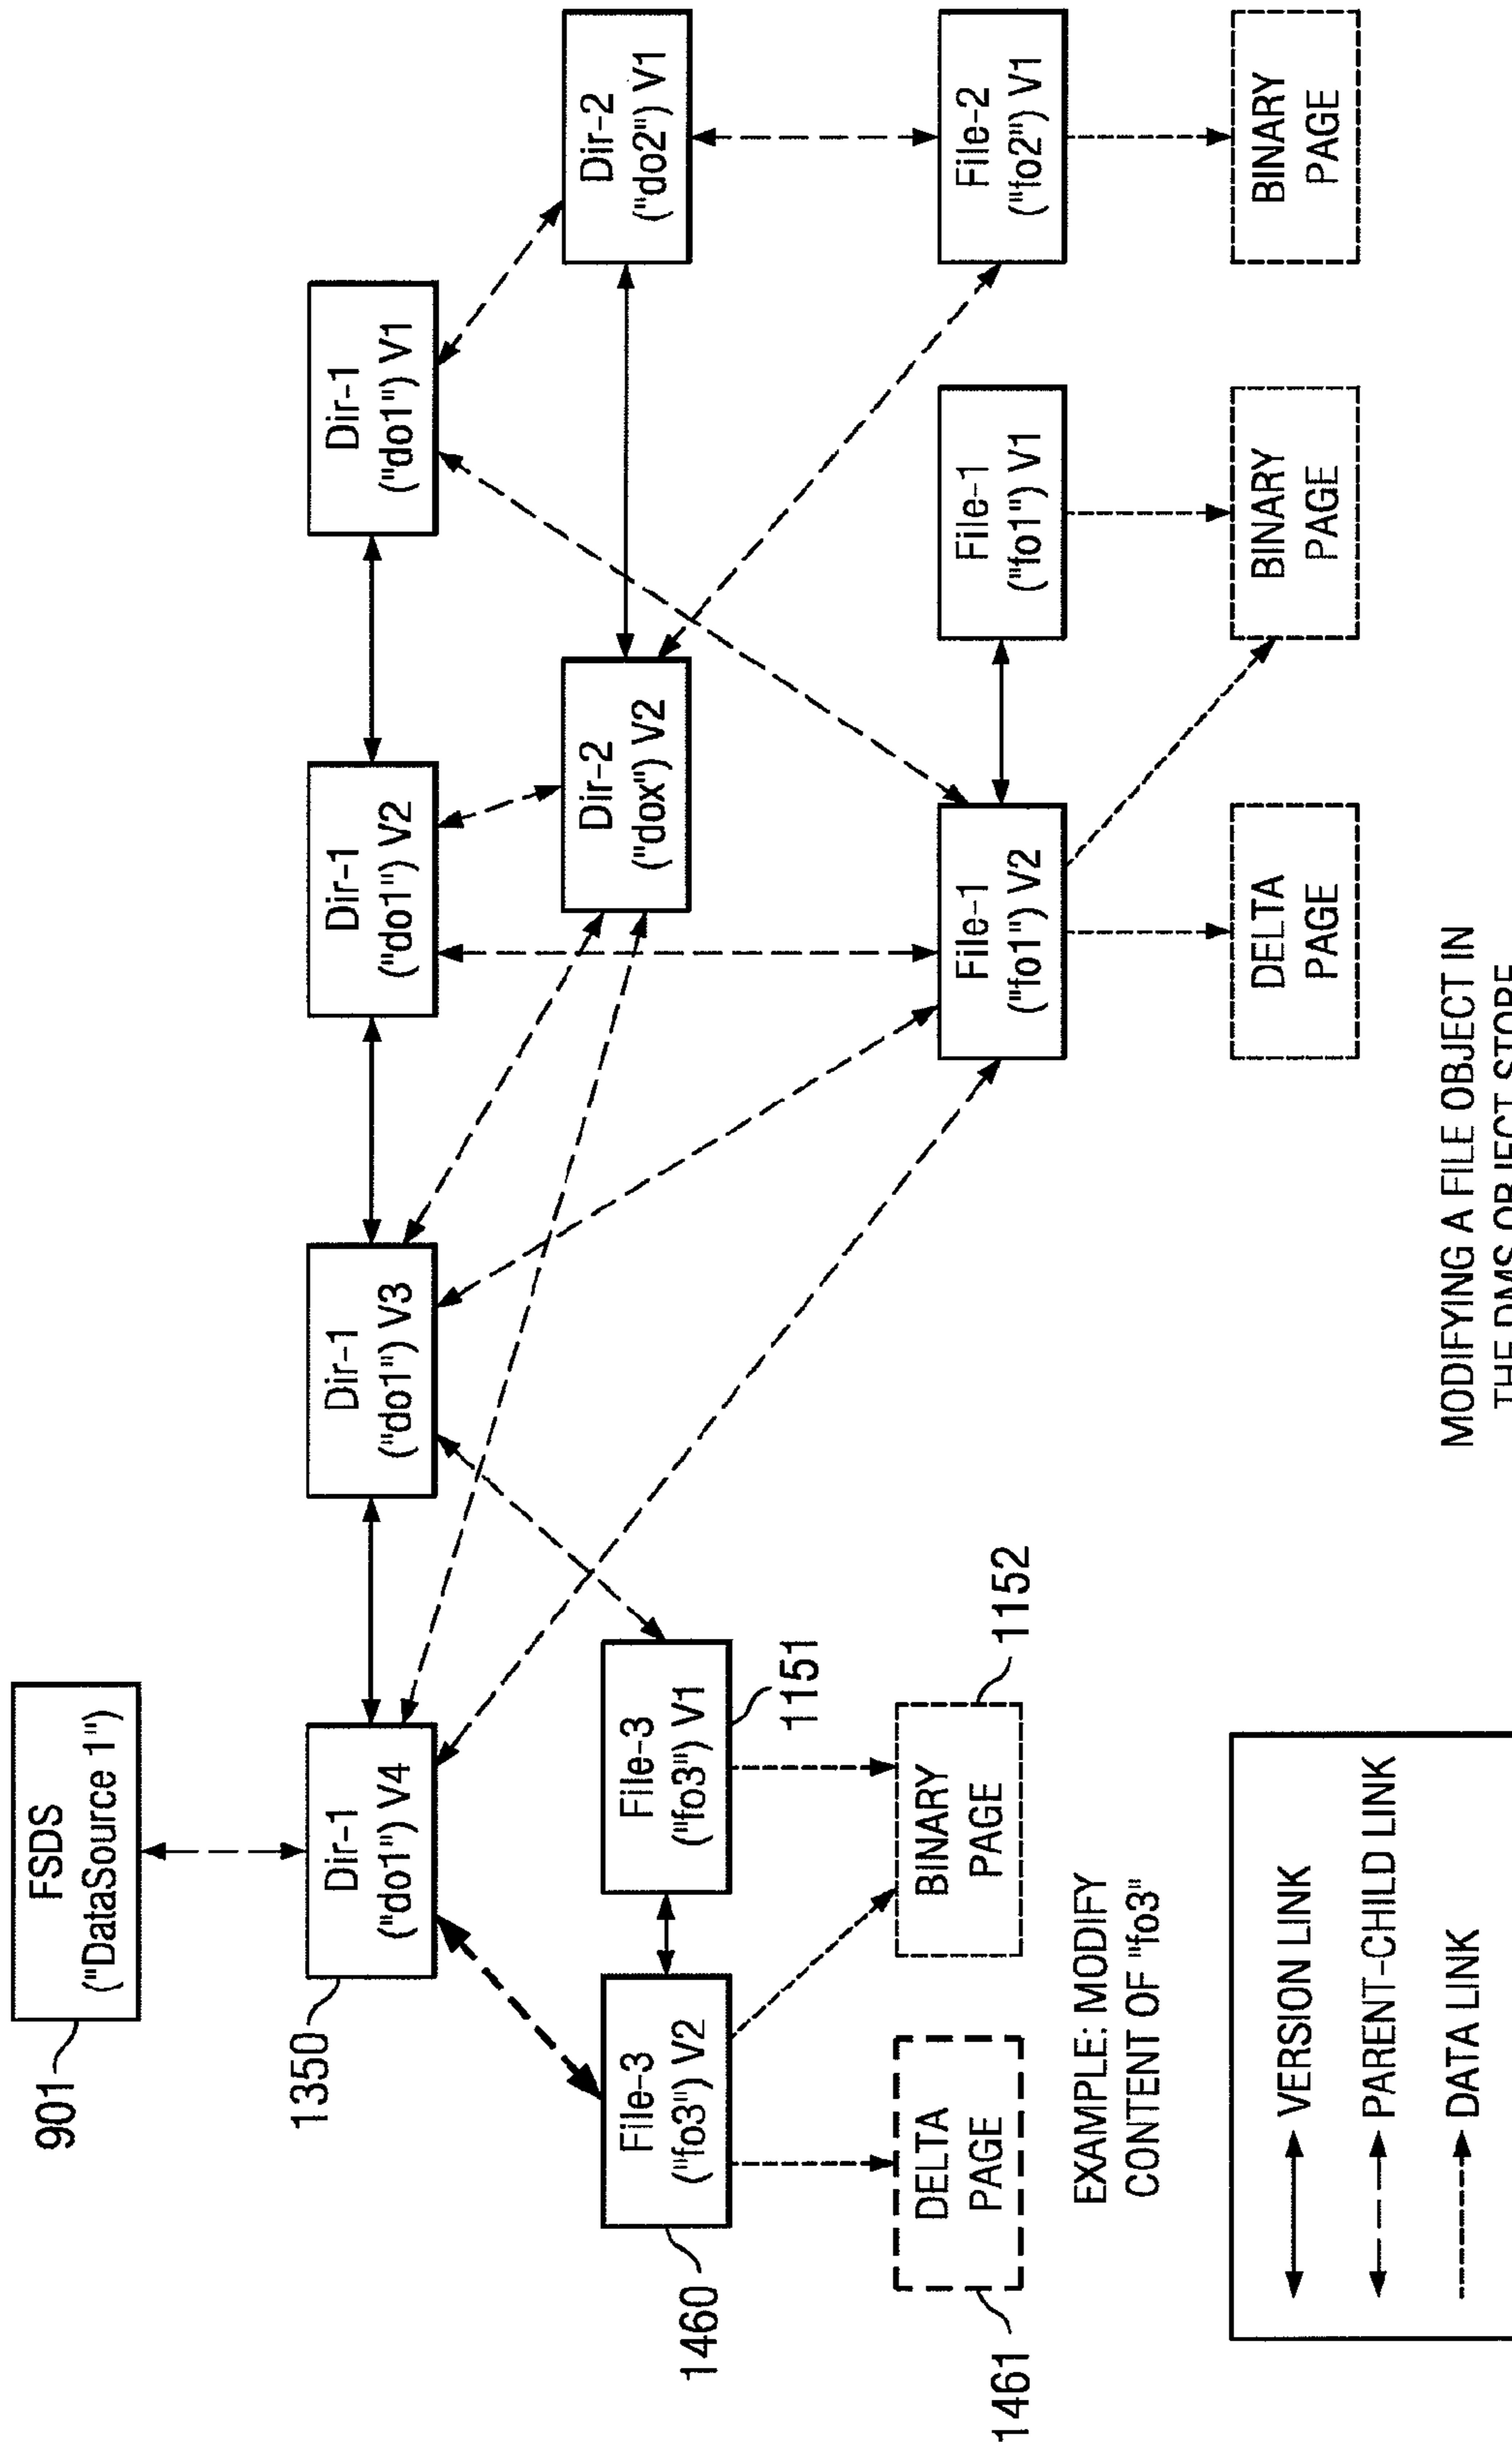 901
FSDS
("DataSource 1")
1350
Dir-1
("do1") V4
Dir-1
("do1") V3
Dir-1
("do1") V2
Dir-1
("do1") V1
Dir-2
("dox") V2
Dir-2
("do2") V1
1460
File-3
("fo3") V2
File-3
("fo3") V1
1151
File-1
("fo1") V2
File-1
("fo1") V1
File-2
("fo2") V1
1461
DELTA
PAGE
BINARY
PAGE
1152
DELTA
PAGE
BINARY
PAGE
BINARY
PAGE
EXAMPLE: MODIFY
CONTENT OF "fo3"
VERSION LINK
PARENT-CHILD LINK
DATA LINK
MODIFYING A FILE OBJECT IN
THE DMS OBJECT STORE